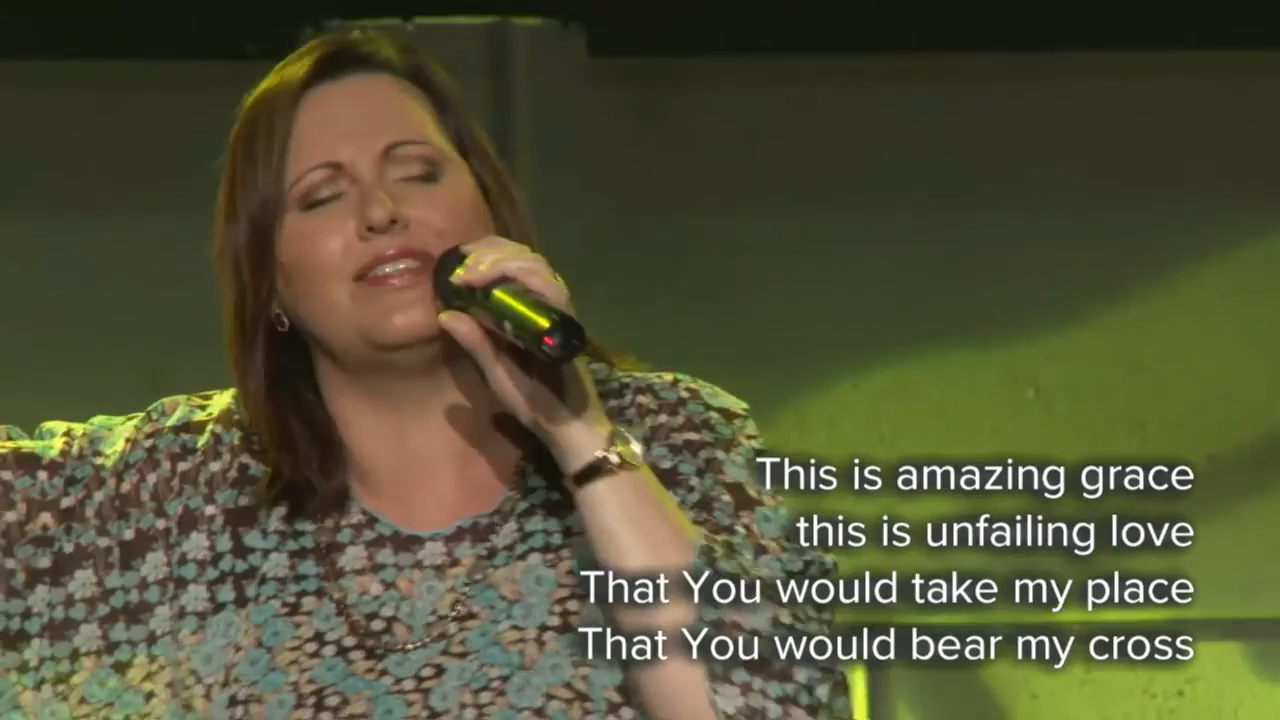 This is amazing grace
this is unfailing love
That You would take my place
That You would bear my cross